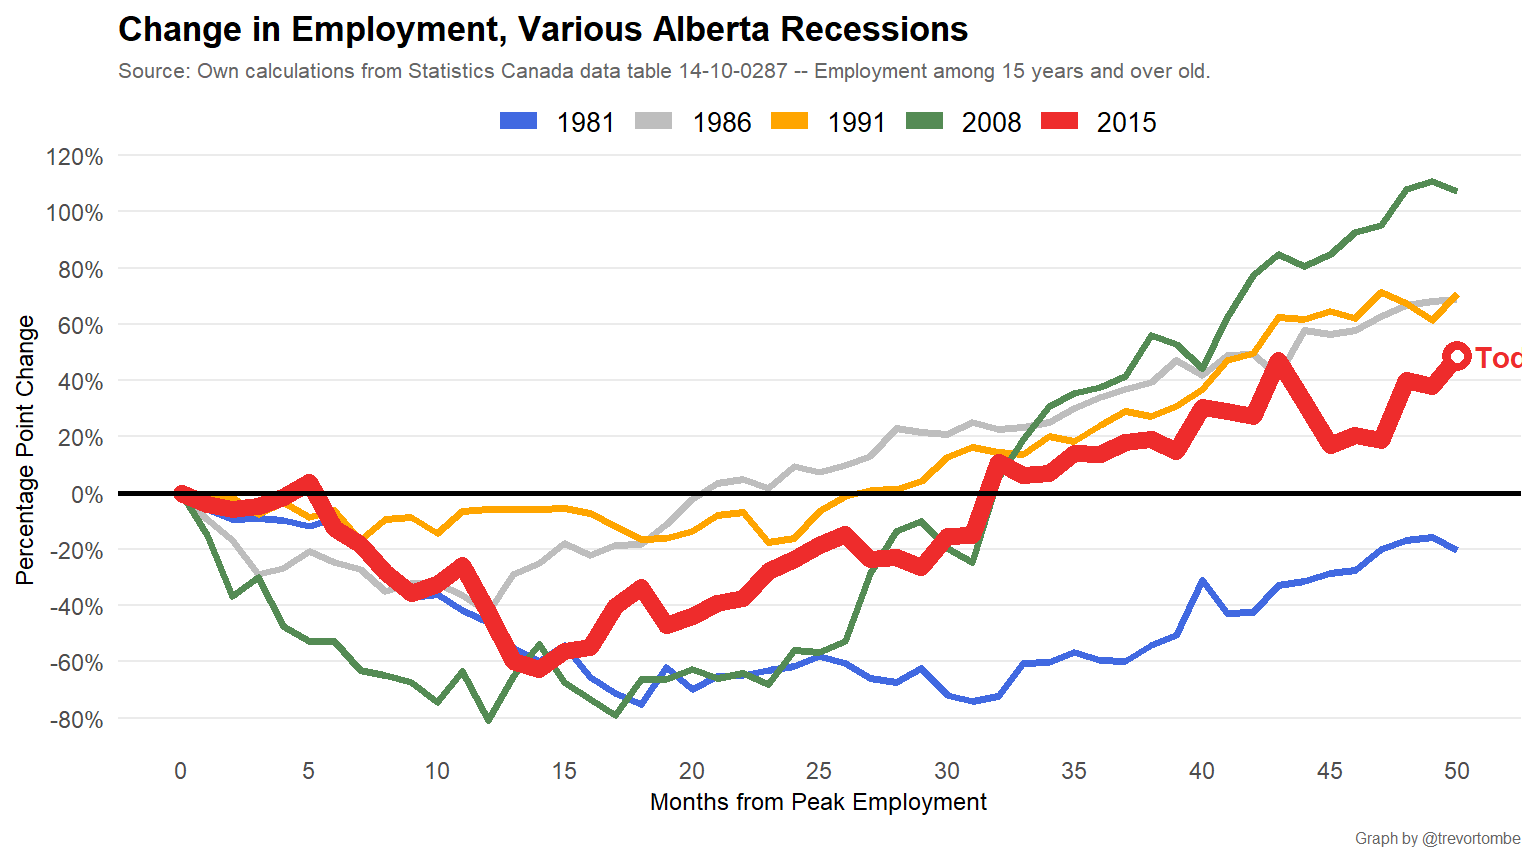 Change in Employment, Various Alberta Recessions
Source: Own calculations from Statistics Canada data table 14-10-0287 -- Employment among 15 years and over old.
1981 1986 1991 2008 2015
120%
100%
80%
60%
40%
20%
0%
-20%
-40%
-60%
-80%
Percentage Point Change
0 5 10 15 20 25 30 35 40 45 50
Months from Peak Employment
Graph by @trevortombe